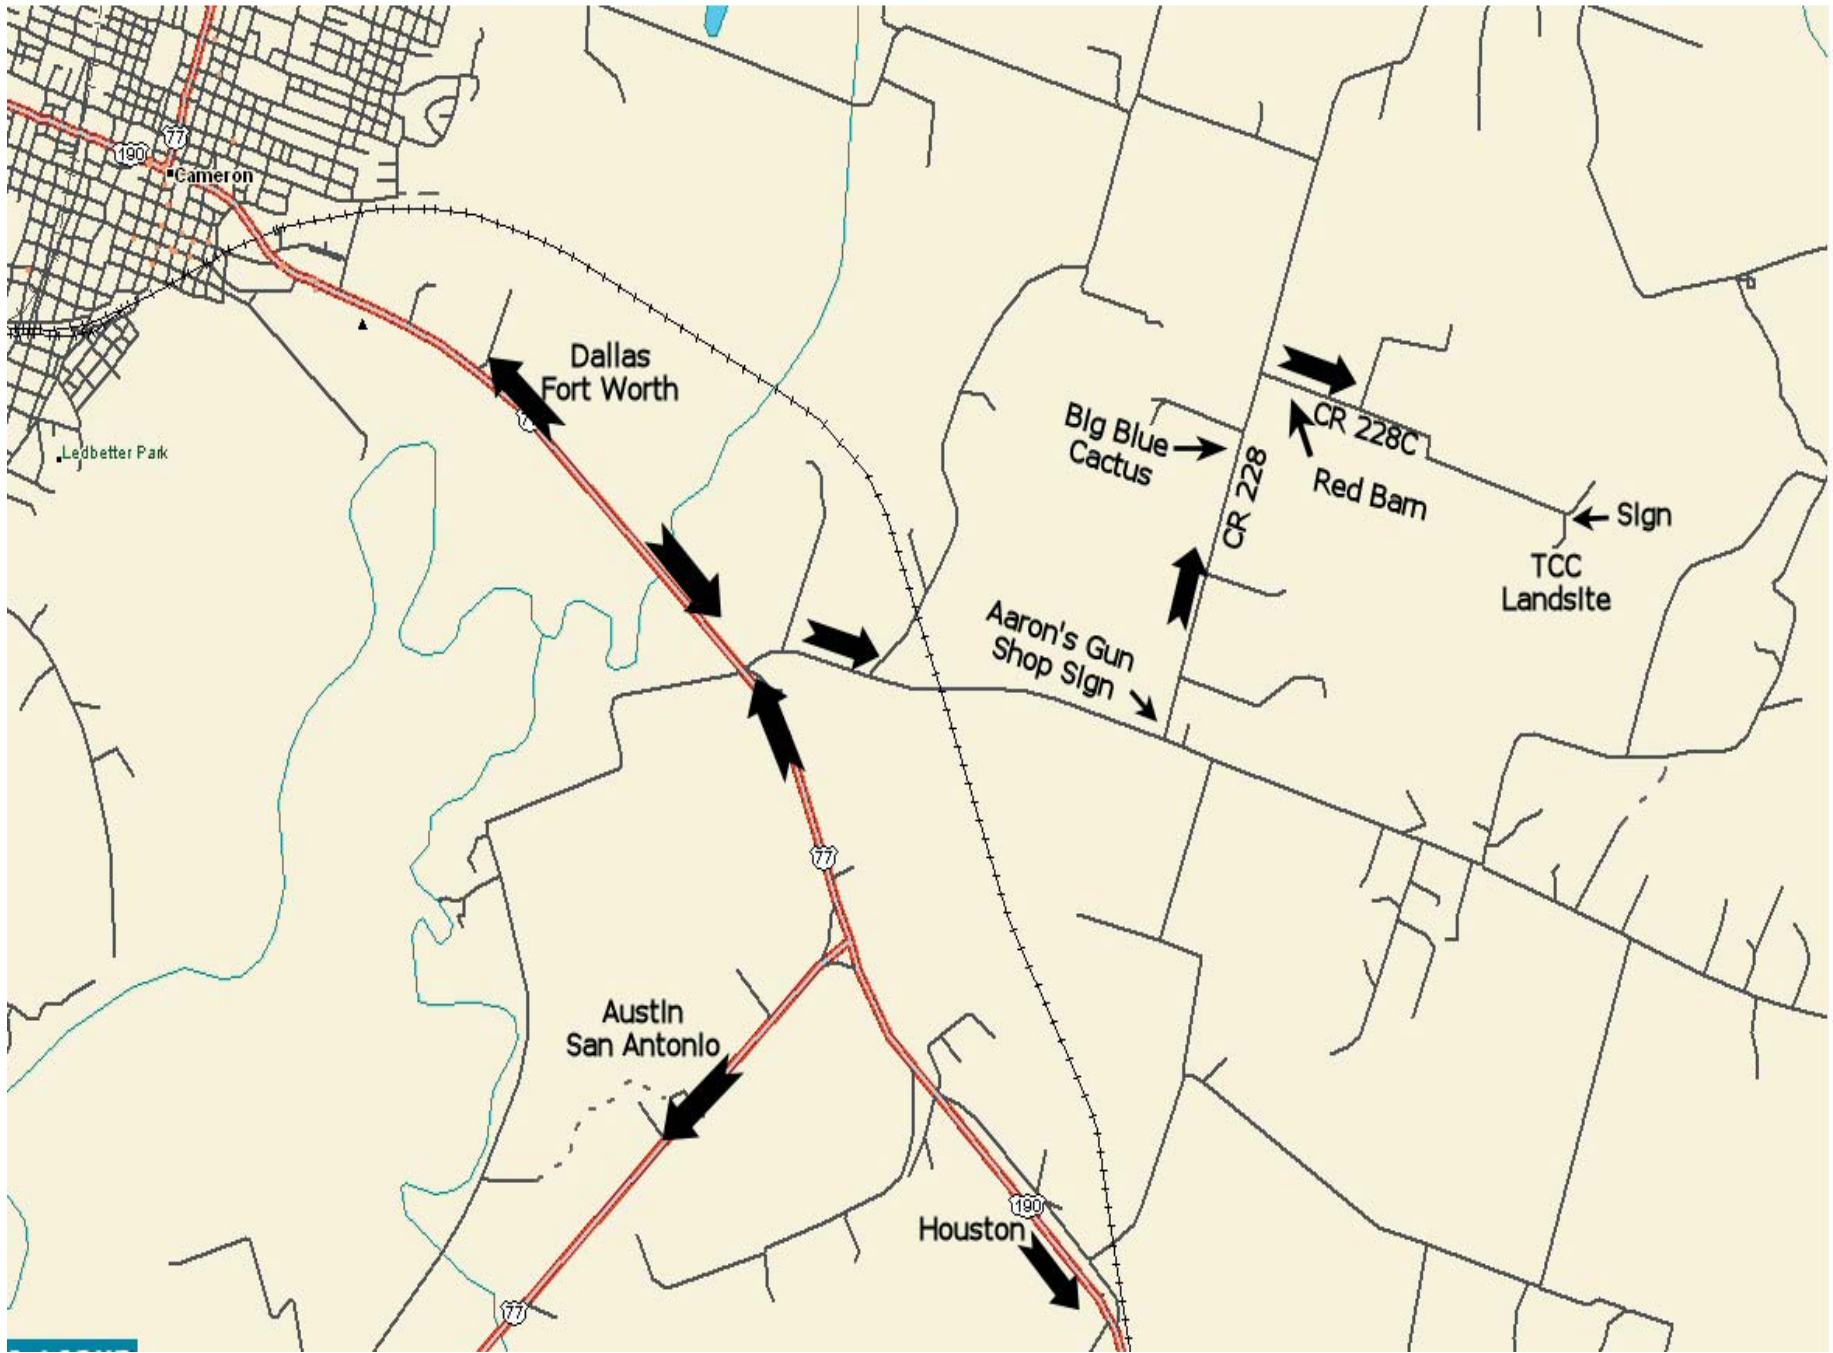 77
190
Cameron
Dallas
Fort Worth
Ledbetter Park
BIg Blue
Cactus
CR 228C
Red Barn
CR 228
SIgn
TCC
LandsIte
Aaron's Gun
Shop SIgn
77
AustIn
San AntonIo
190
Houston
77